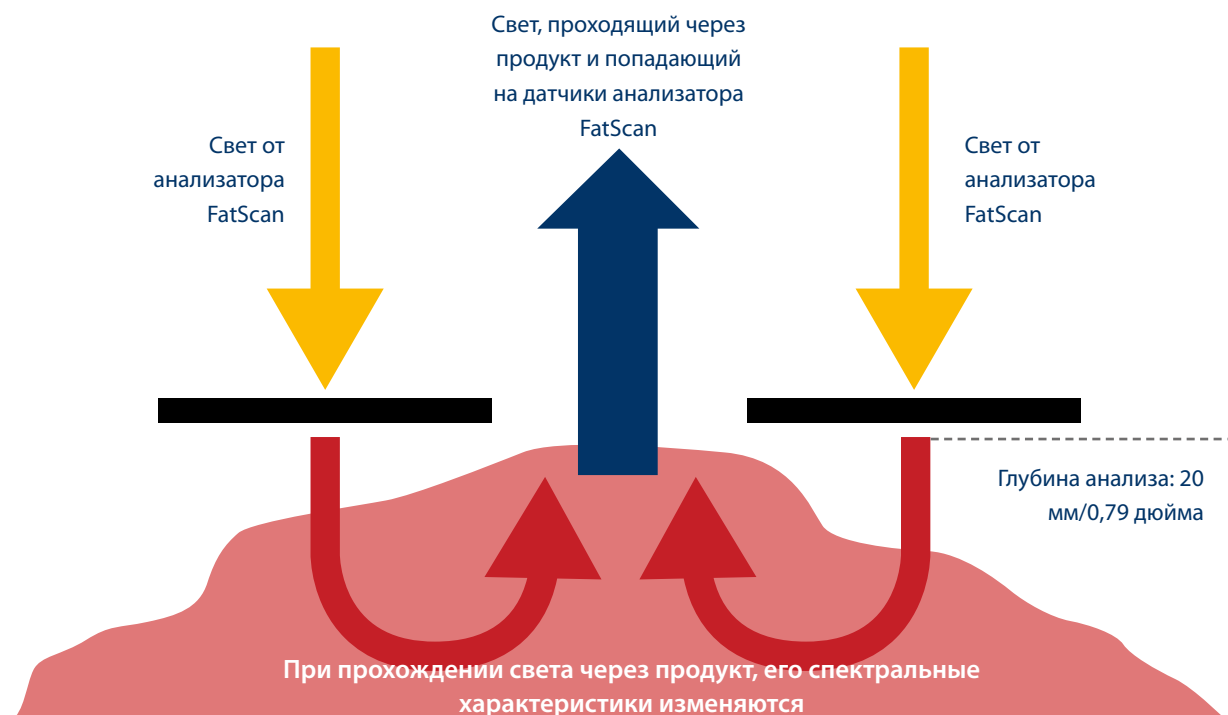 Свет, проходящий через
продукт и попадающий
на датчики анализатора
FatScan
Свет от
анализатора
FatScan
Свет от
анализатора
FatScan
Глубина анализа: 20
мм/0,79 дюйма
При прохождении света через продукт, его спектральные
характеристики изменяются